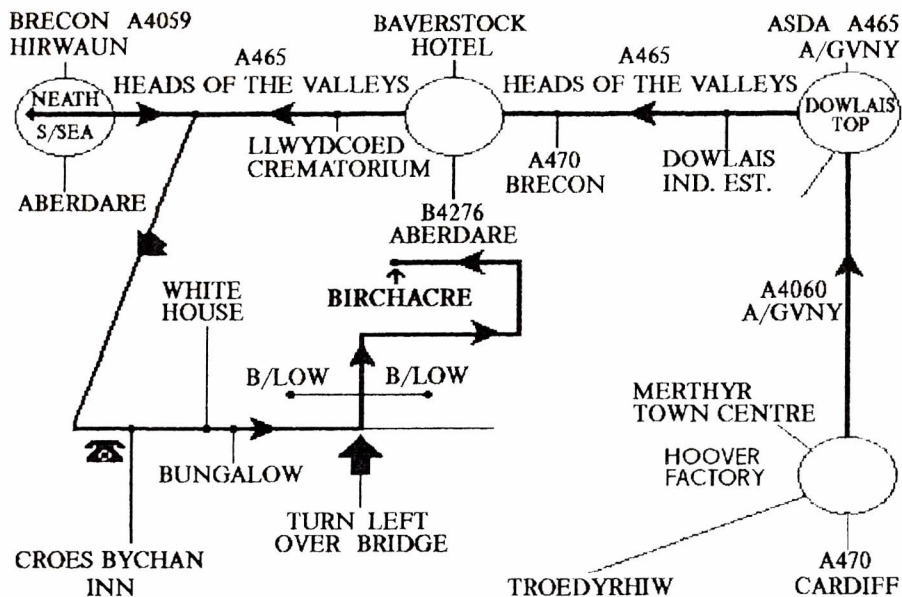 BRECON A4059
HIRWAUN
BAVERSTOCK
HOTEL
ASDA A465
A/GVNY
A465
HEADS OF THE VALLEYS
A465
HEADS OF THE VALLEYS
NEATH
S/SEA
DOWLAIS
TOP
LLWYDCOED
CREMATORIUM
A470
BRECON
DOWLAIS
IND. EST.
ABERDARE
B4276
ABERDARE
BIRCHACRE
WHITE
HOUSE
A4060
A/GVNY
B/LOW
B/LOW
MERTHYR
TOWN CENTRE
HOOVER
FACTORY
BUNGALOW
TURN LEFT
OVER BRIDGE
CROES BYCHAN
INN
TROEDYRHIW
A470
CARDIFF